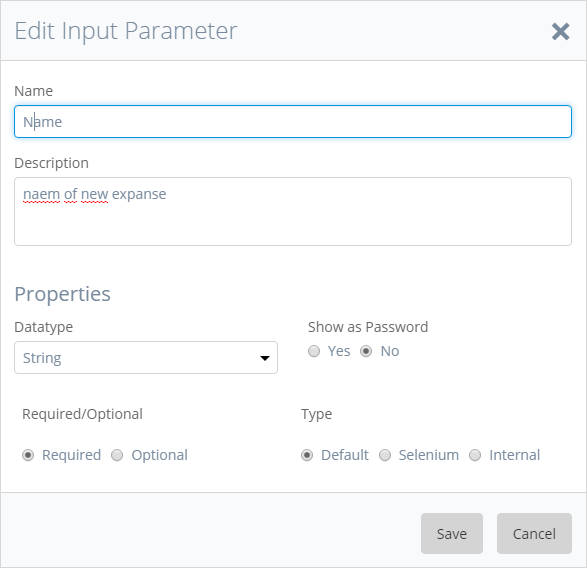 Edit Input Parameter
Name
Name
Description
naem of new expanse
Properties
Datatype
Show as Password
String
Yes No
Required/Optional
Type
Required Optional
Default Selenium Internal
Save Cancel